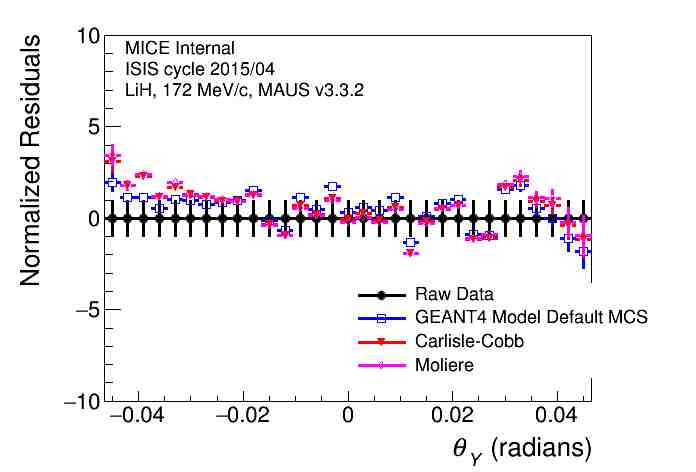 Normalized Residuals
10
5
0
−5
−10
MICE Internal
ISIS cycle 2015/04
LiH, 172 MeV/c, MAUS v3.3.2
Raw Data
GEANT4 Model Default MCS
Carlisle-Cobb
Moliere
−0.04 −0.02 0 0.02 0.04
θY (radians)